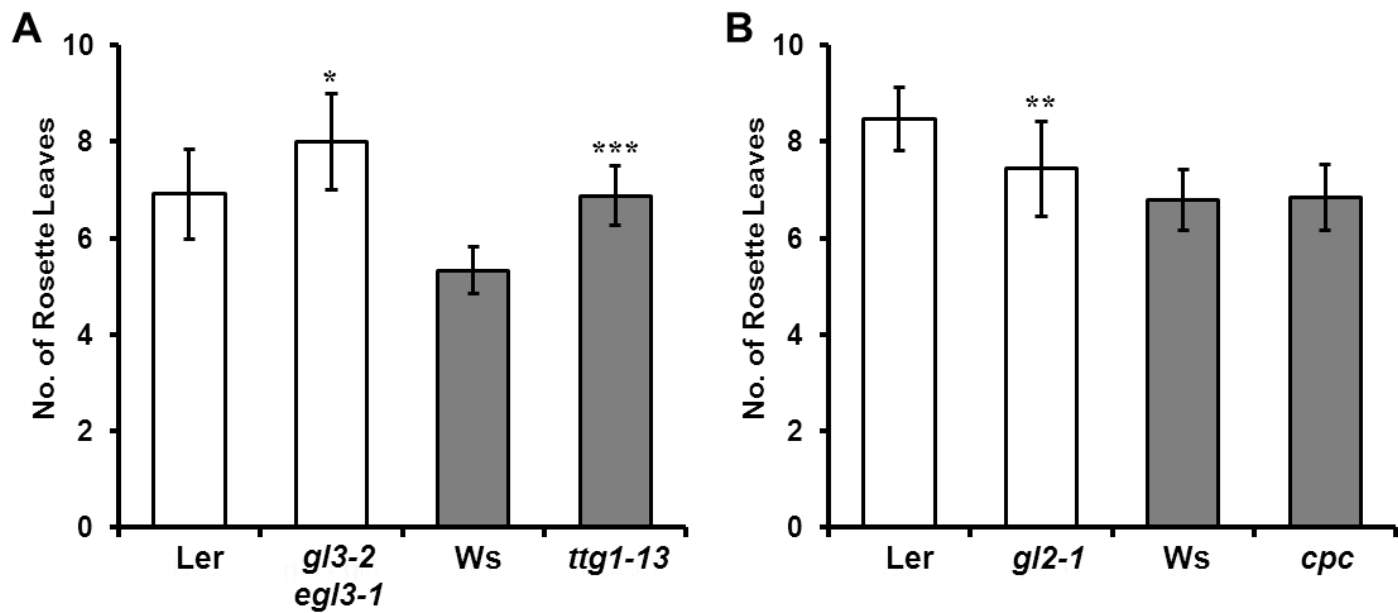 A
No. of Rosette Leaves
10
8
6
4
2
0
*
***
Ler
gl3-2
egl3-1
Ws
ttg1-13
B
No. of Rosette Leaves
10
8
6
4
2
0
**
Ler
gl2-1
Ws
cpc